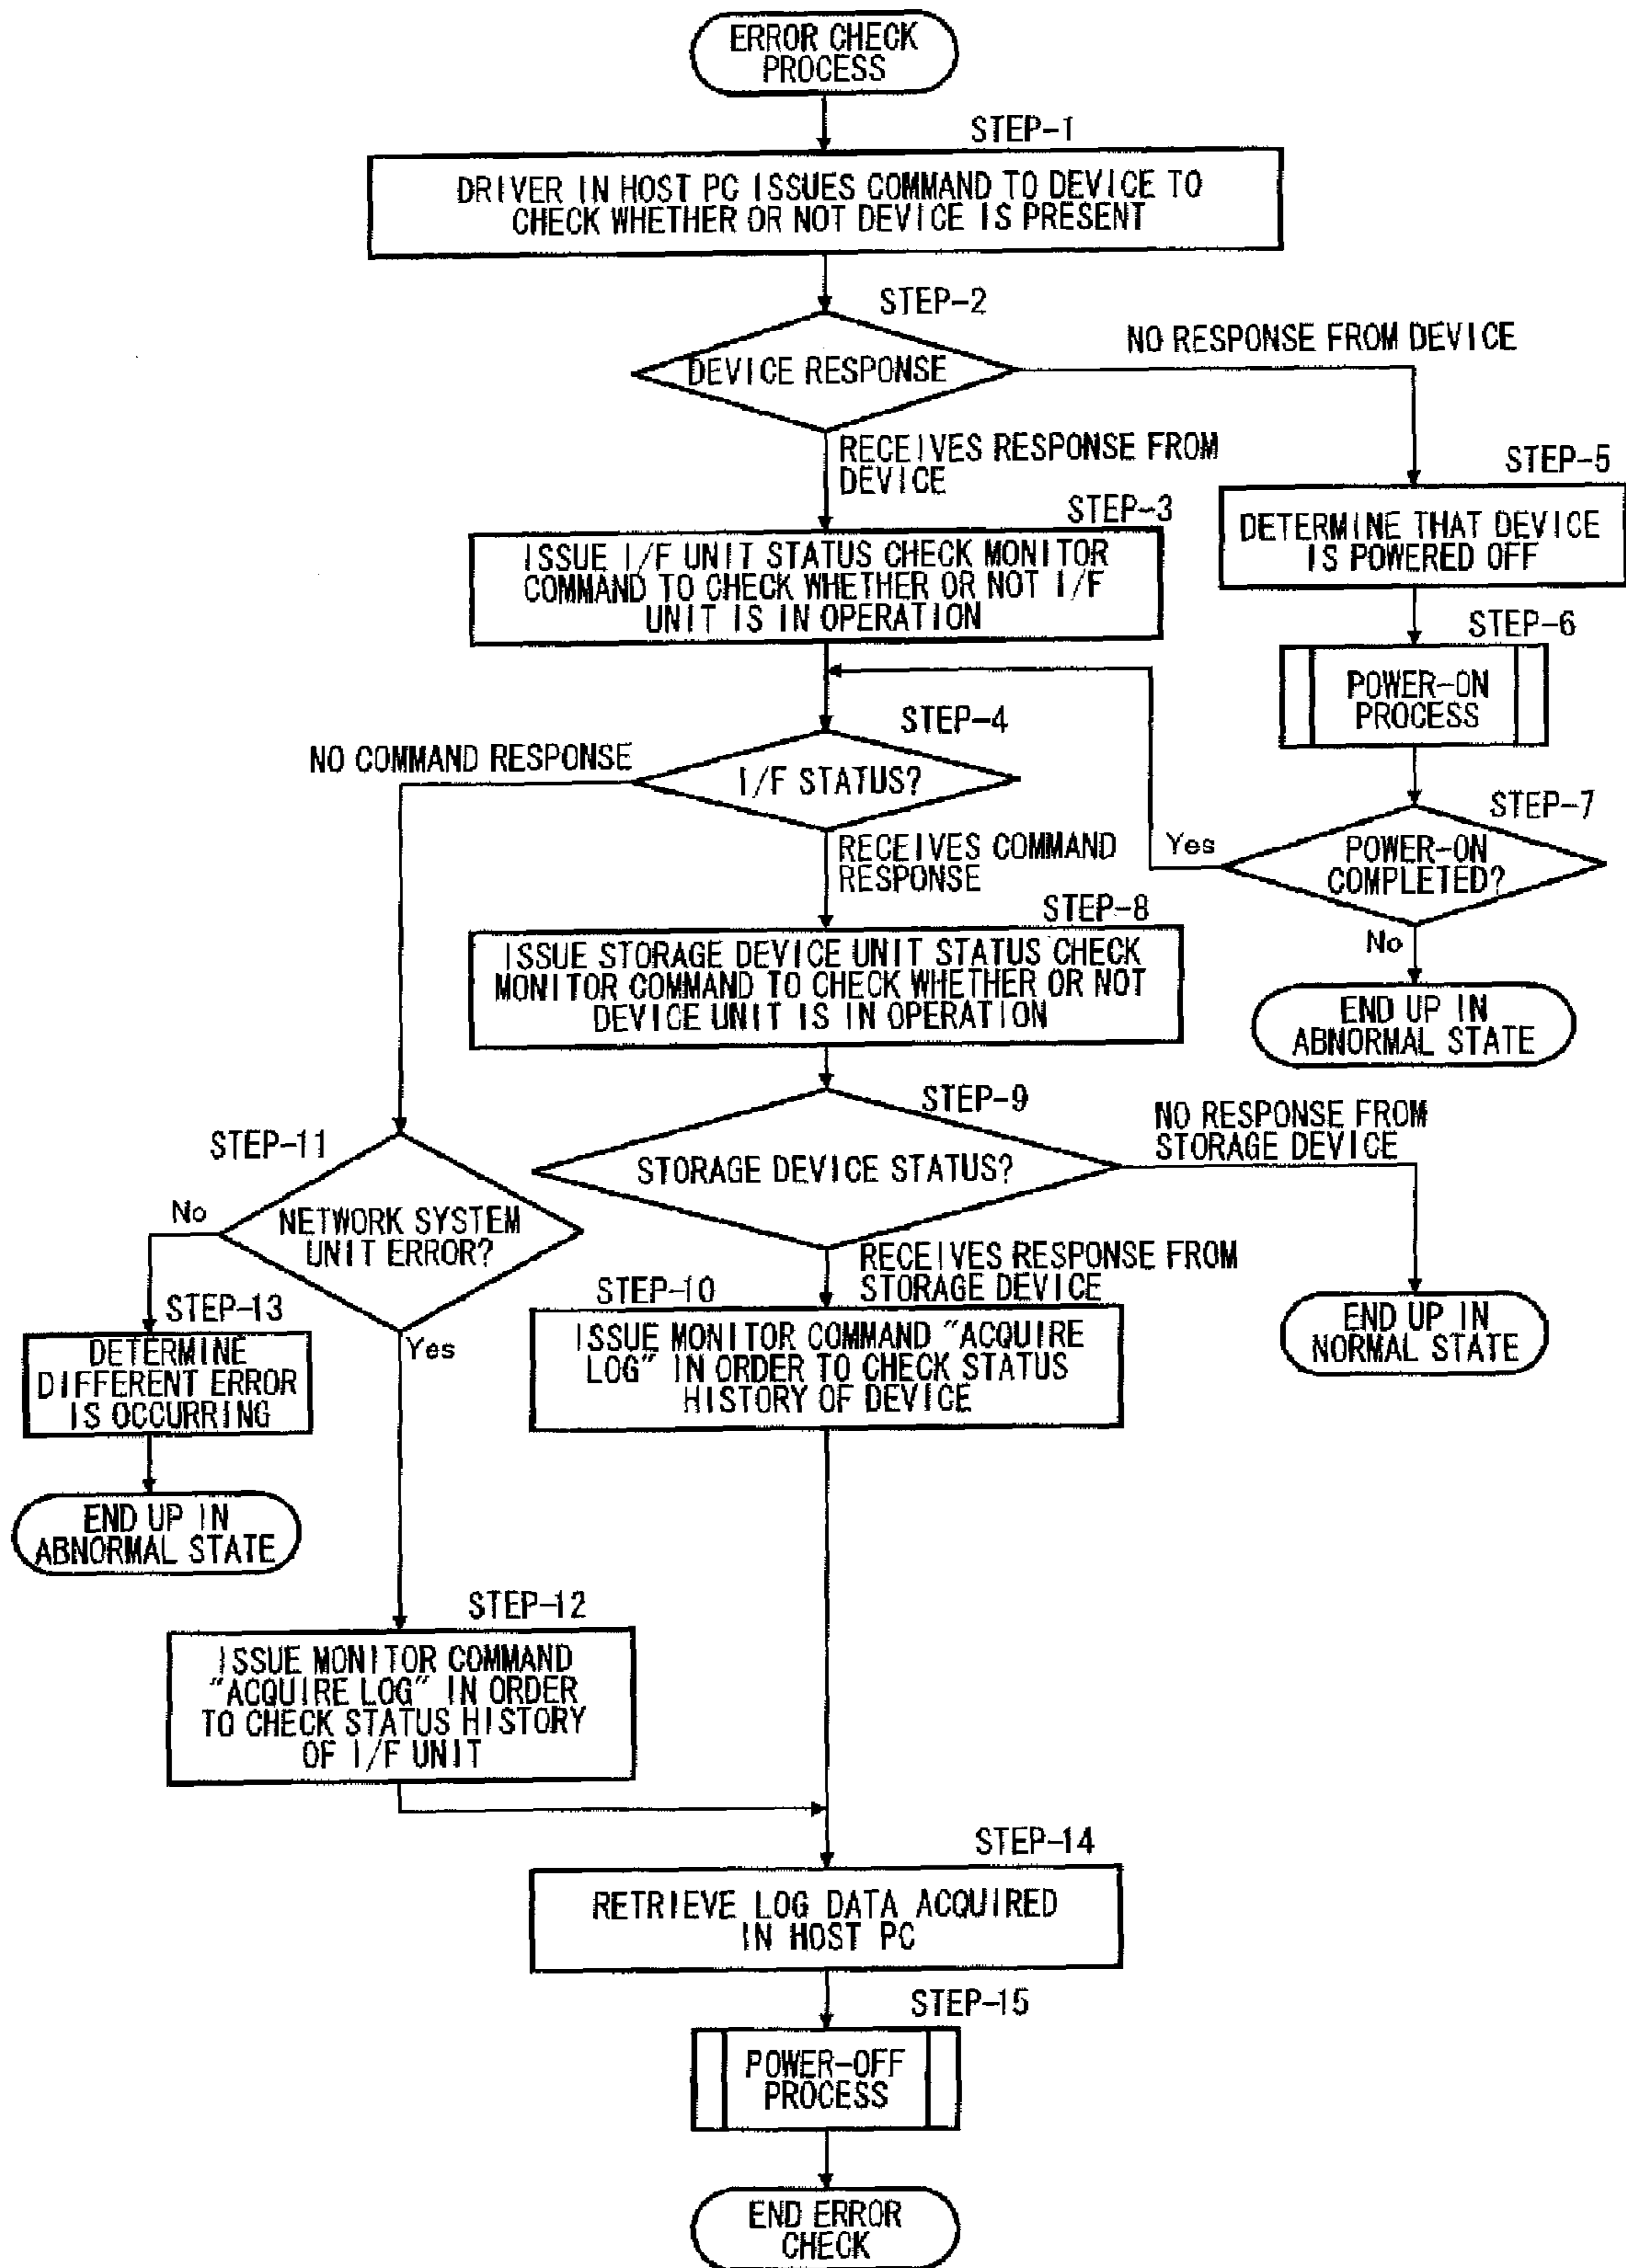 ERROR CHECK
PROCESS
STEP-1
DRIVER IN HOST PC ISSUES COMMAND TO DEVICE TO
CHECK WHETHER OR NOT DEVICE IS PRESENT
STEP-2
DEVICE RESPONSE
NO RESPONSE FROM DEVICE
RECEIVES RESPONSE FROM
DEVICE
STEP-5
DETERMINE THAT DEVICE
IS POWERED OFF
STEP-3
ISSUE I/F UNIT STATUS CHECK MONITOR
COMMAND TO CHECK WHETHER OR NOT I/F
UNIT IS IN OPERATION
STEP-6
POWER-ON
PROCESS
STEP-4
I/F STATUS?
NO COMMAND RESPONSE
RECEIVES COMMAND
RESPONSE
STEP-7
POWER-ON
COMPLETED?
Yes
No
END UP IN
ABNORMAL STATE
STEP-8
ISSUE STORAGE DEVICE UNIT STATUS CHECK
MONITOR COMMAND TO CHECK WHETHER OR NOT
DEVICE UNIT IS IN OPERATION
STEP-9
STORAGE DEVICE STATUS?
NO RESPONSE FROM
STORAGE DEVICE
END UP IN
NORMAL STATE
STEP-11
NETWORK SYSTEM
UNIT ERROR?
No
Yes
RECEIVES RESPONSE FROM
STORAGE DEVICE
STEP-10
ISSUE MONITOR COMMAND "ACQUIRE
LOG" IN ORDER TO CHECK STATUS
HISTORY OF DEVICE
STEP-13
DETERMINE
DIFFERENT ERROR
IS OCCURRING
END UP IN
ABNORMAL STATE
STEP-12
ISSUE MONITOR COMMAND
"ACQUIRE LOG" IN ORDER
TO CHECK STATUS HISTORY
OF I/F UNIT
STEP-14
RETRIEVE LOG DATA ACQUIRED
IN HOST PC
STEP-15
POWER-OFF
PROCESS
END ERROR
CHECK